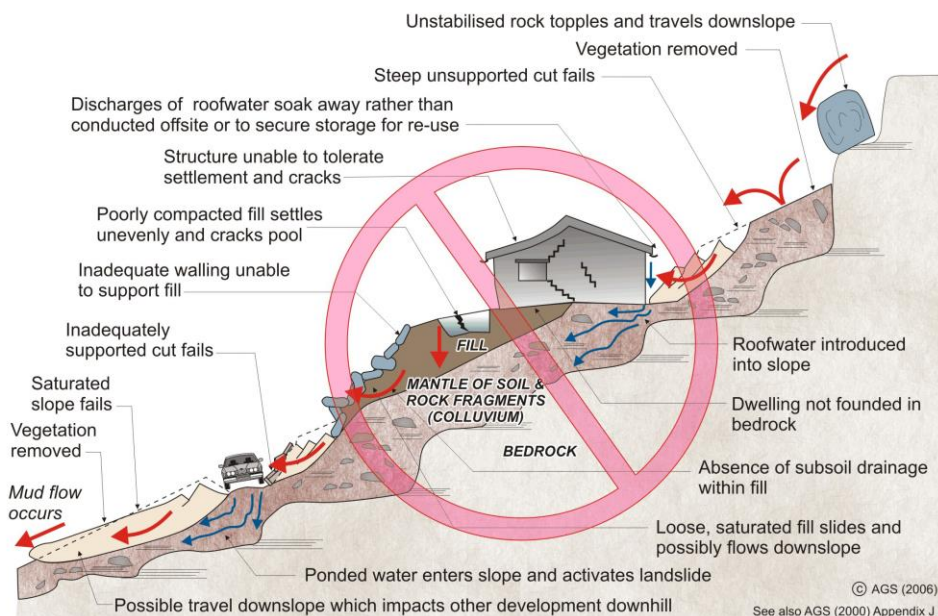 Unstabilised rock topples and travels downslope
Vegetation removed
Steep unsupported cut fails
Discharges of roofwater soak away rather than
conducted offsite or to secure storage for re-use
Structure unable to tolerate
settlement and cracks
Poorly compacted fill settles
unevenly and cracks pool
Inadequate walling unable
to support fill
Inadequately
supported cut fails
Saturated
slope fails
Vegetation
removed
Mud flow
occurs
FILL
MANTLE OF SOIL &
ROCK FRAGMENTS
(COLLUVIUM)
BEDROCK
Roofwater introduced
into slope
Dwelling not founded in
bedrock
Absence of subsoil drainage
within fill
Loose, saturated fill slides and
possibly flows downslope
Ponded water enters slope and activates landslide
Possible travel downslope which impacts other development downhill
© AGS (2006)
See also AGS (2000) Appendix J